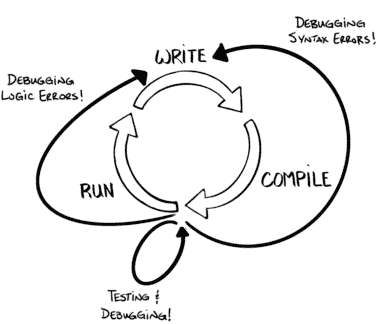 DEBUGGING
SYNTAX ERRORS!
WRITE
DEBUGGING
LOGIC ERRORS!
RUN
COMPILE
TESTING &
DEBUGGING!